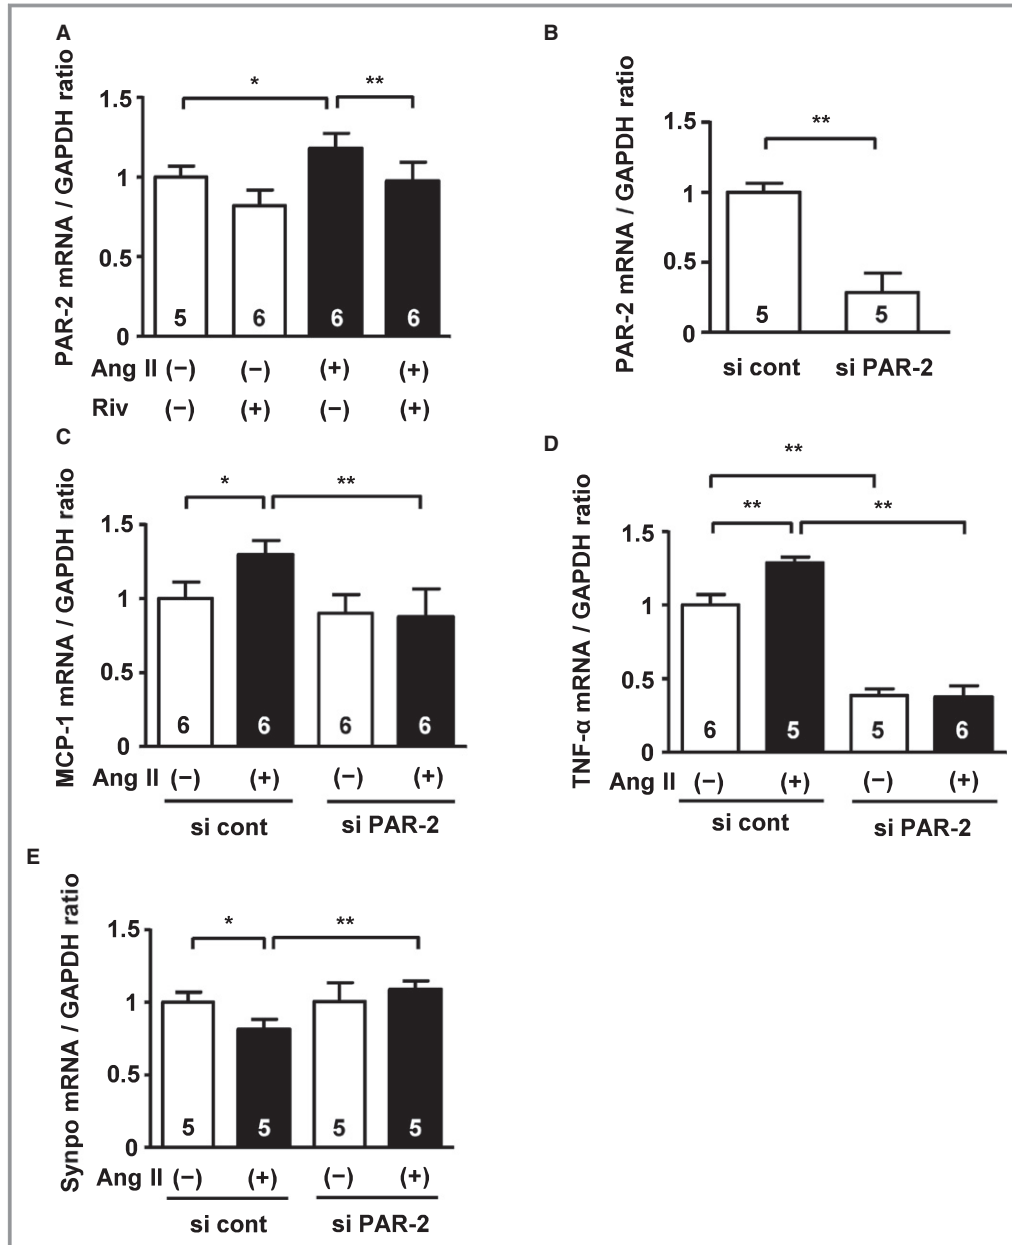 A
PAR-2 mRNA / GAPDH ratio
* **
1.5
1
0.5
0
5 6 6 6
Ang II (−) (−) (+) (+)
Riv (−) (+) (−) (+)
B
PAR-2 mRNA / GAPDH ratio
**
1.5
1
0.5
0
5 5
si cont si PAR-2
C
MCP-1 mRNA / GAPDH ratio
* **
1.5
1
0.5
0
6 6 6 6
Ang II (−) (+) (−) (+)
si cont si PAR-2
D
TNF-α mRNA / GAPDH ratio
**
** **
1.5
1
0.5
0
6 5 5 6
Ang II (−) (+) (−) (+)
si cont si PAR-2
E
Synpo mRNA / GAPDH ratio
* **
1.5
1
0.5
0
5 5 5 5
Ang II (−) (+) (−) (+)
si cont si PAR-2